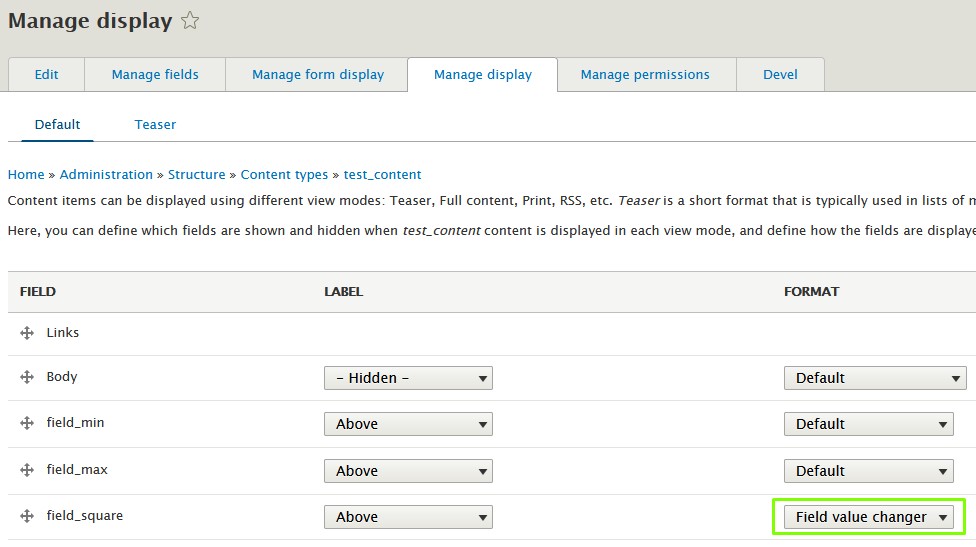 Manage display
Edit Manage fields Manage form display Manage display Manage permissions Devel
Default Teaser
Home » Administration » Structure » Content types » test_content
Content items can be displayed using different view modes: Teaser, Full content, Print, RSS, etc. Teaser is a short format that is typically used in lists of
Here, you can define which fields are shown and hidden when test_content content is displayed in each view mode, and define how the fields are
FIELD LABEL FORMAT
Links
Body - Hidden - Default
field_min Above Default
field_max Above Default
field_square Above Field value changer